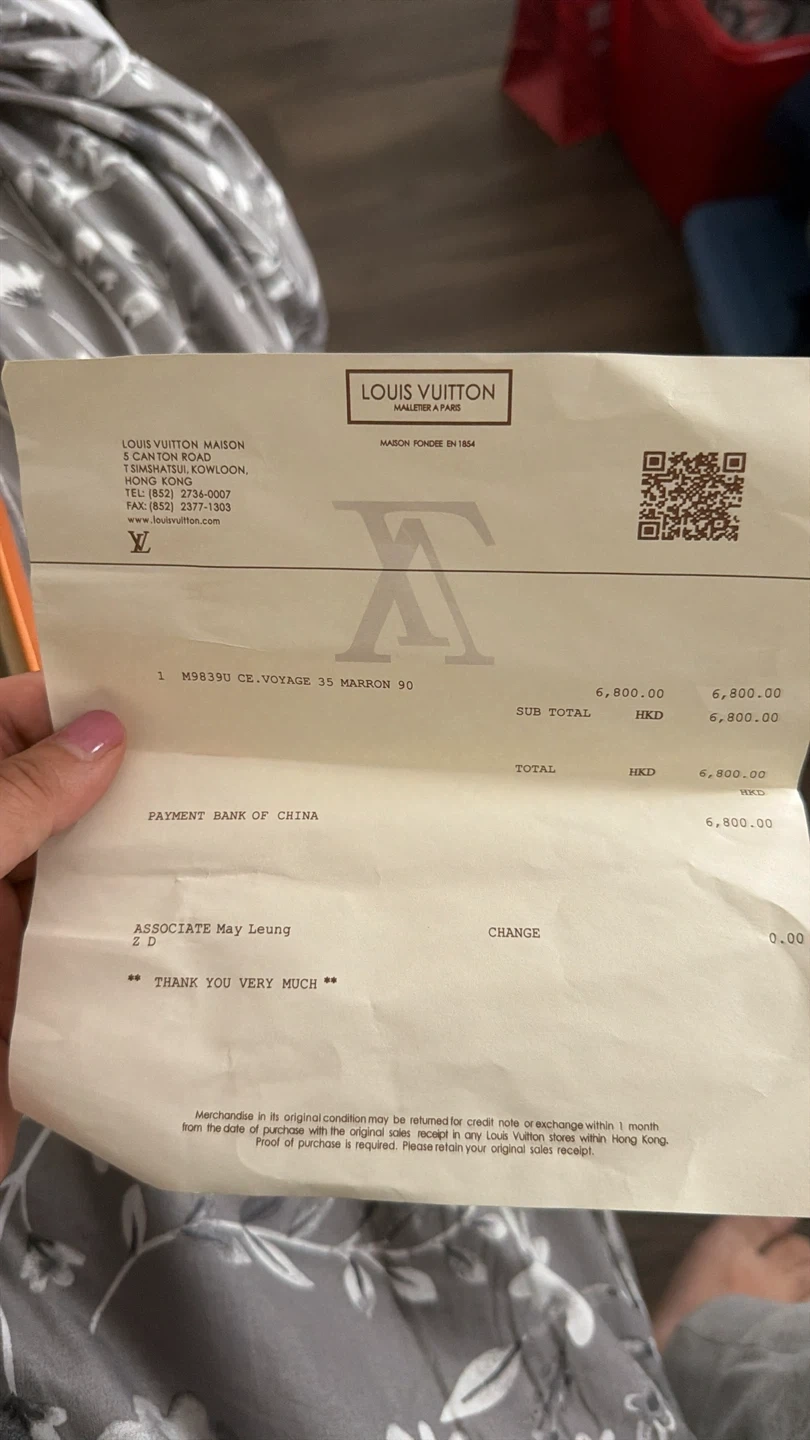 LOUIS VUITTON
MALLETIER A PARIS
MAISON FONDEE EN 1854
LOUIS VUITTON MAISON
5 CANTON ROAD
TSIMSHATSUI, KOWLOON,
HONG KONG
TEL: (852) 2736-0007
FAX: (852) 2377-1303
www.louisvuitton.com
LV
1 M9839U CE.VOYAGE 35 MARRON 90 6,800.00 6,800.00
SUB TOTAL HKD 6,800.00
TOTAL HKD 6,800.00
HKD
PAYMENT BANK OF CHINA 6,800.00
ASSOCIATE May Leung CHANGE 0.00
Z D
** THANK YOU VERY MUCH **
Merchandise in its original condition may be returned for credit note or exchange within 1 month
from the date of purchase with the original sales receipt in any Louis Vuitton stores within Hong Kong.
Proof of purchase is required. Please retain your original sales receipt.